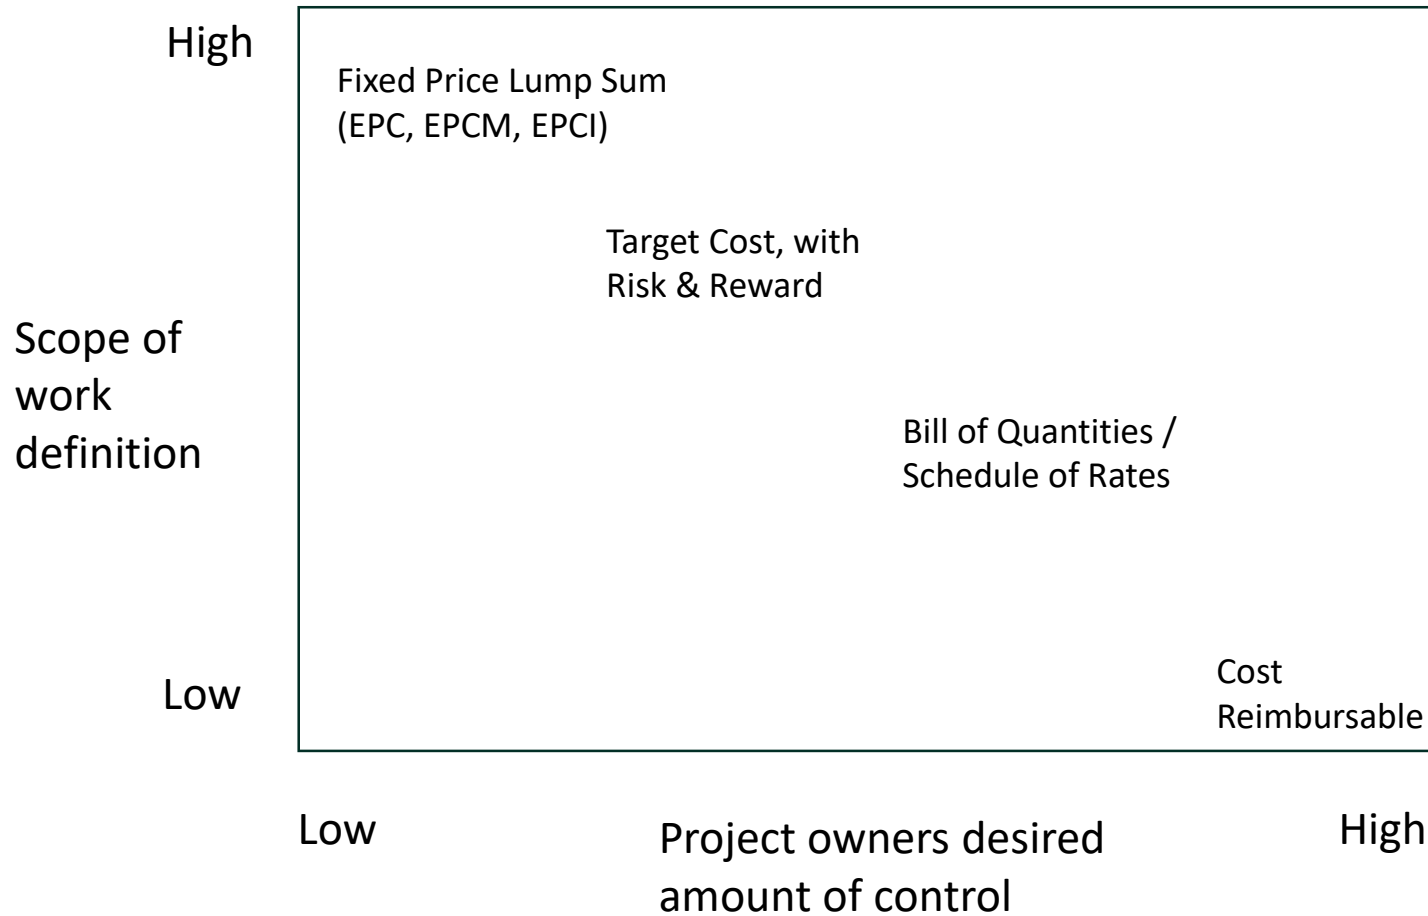 High
Fixed Price Lump Sum
(EPC, EPCM, EPCI)
Target Cost, with
Risk & Reward
Scope of
work
definition
Bill of Quantities /
Schedule of Rates
Low
Cost
Reimbursable
Low
Project owners desired
amount of control
High